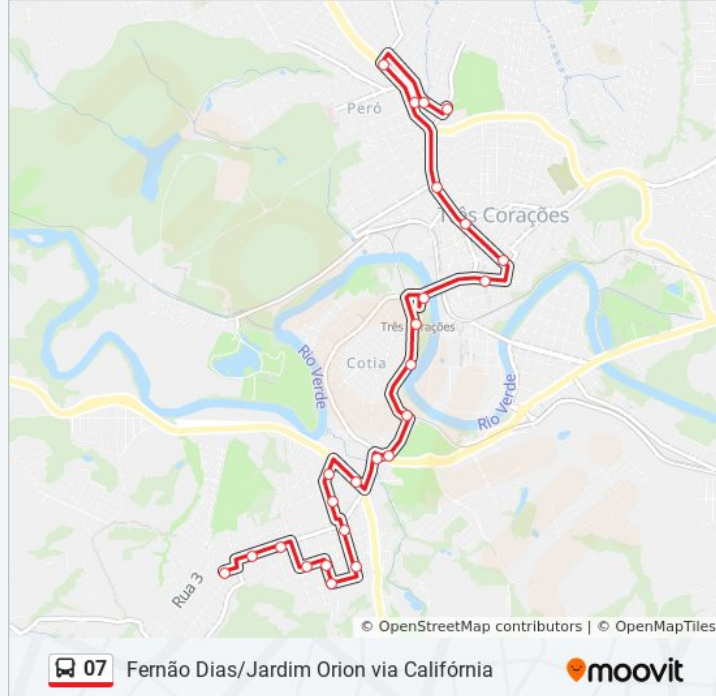 Peró
Três Corações
Três Corações
Cotia
Rio Verde
Rio Verde
Rua 3
© OpenStreetMap contributors | © OpenMapTiles
07 Fernão Dias/Jardim Orion via Califórnia
moovit